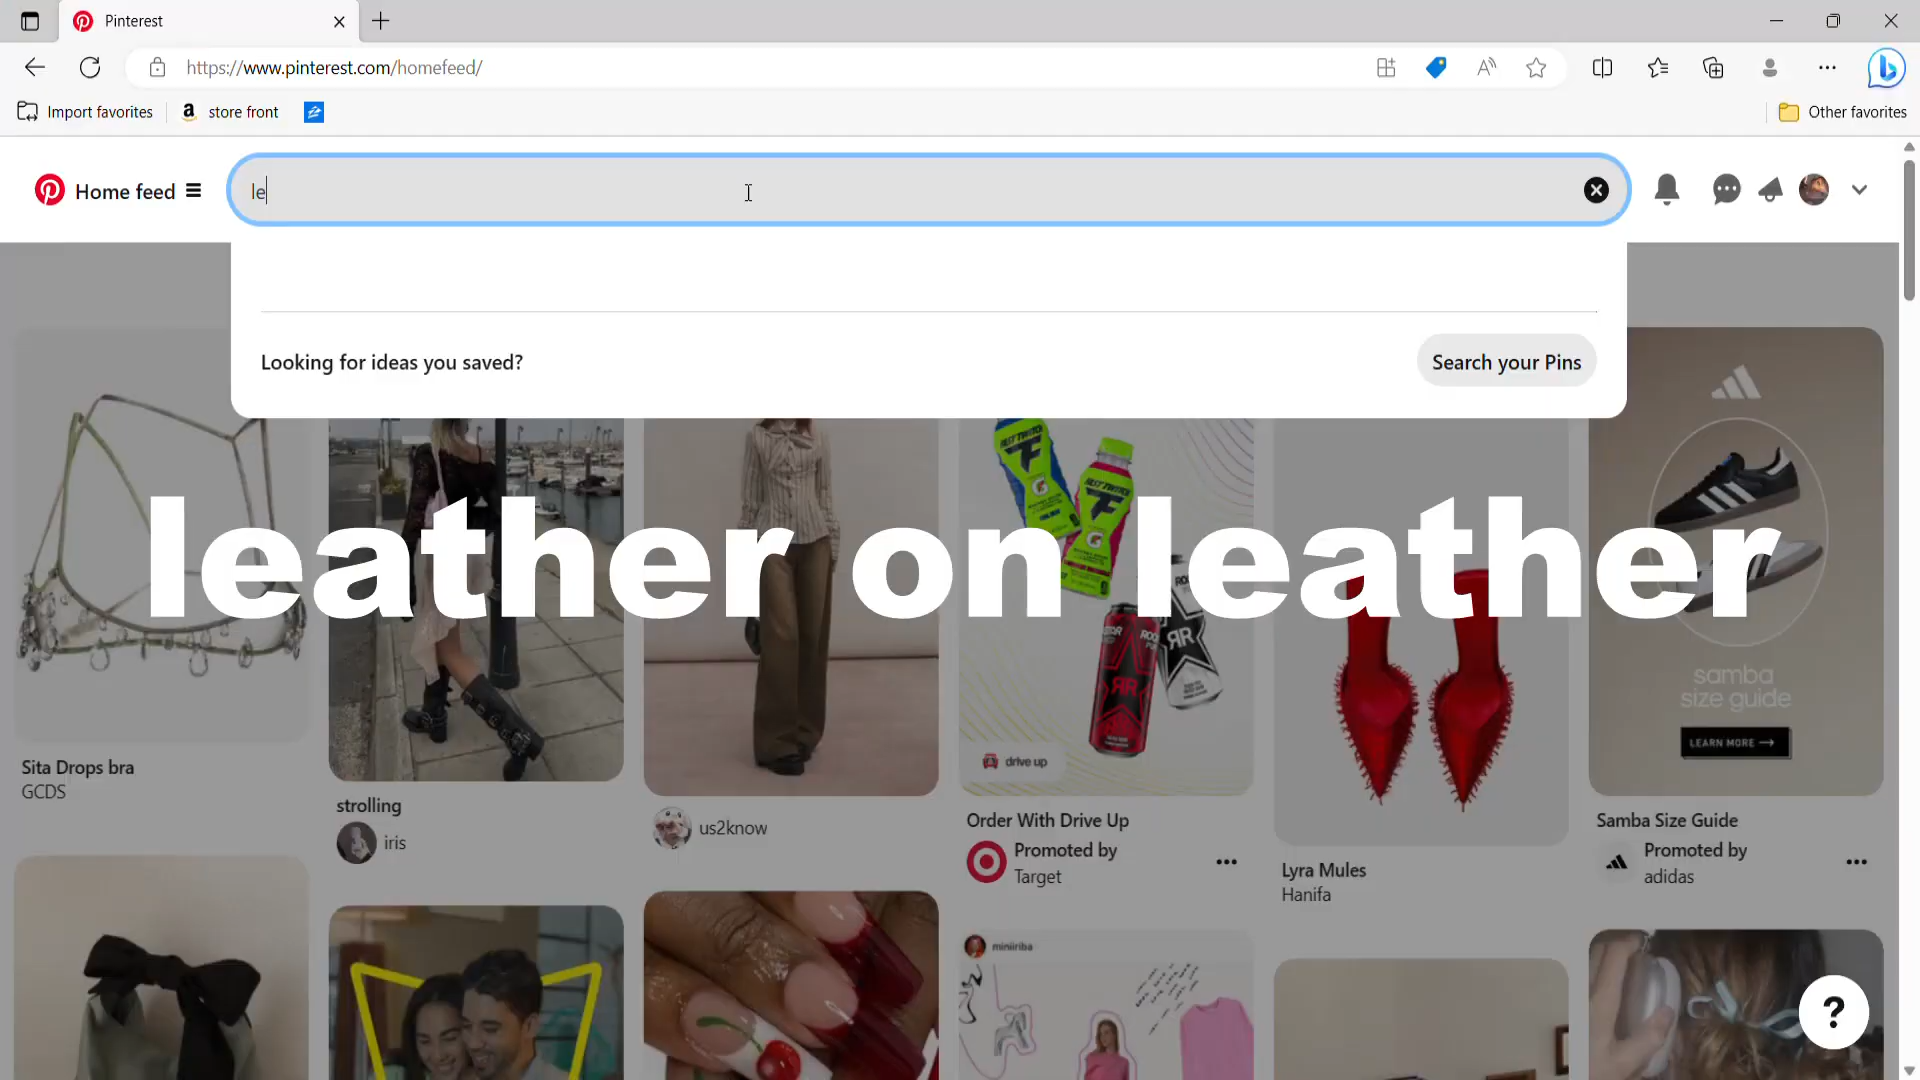 Pinterest
https://www.pinterest.com/homefeed/
Import favorites
a store front
Other favorites
Home feed
le
Looking for ideas you saved?
Search your Pins
leather on leather
drive up
samba
size guide
LEARN MORE →
Sita Drops bra
GCDS
strolling
iris
us2know
Order With Drive Up
Promoted by
Target
Lyra Mules
Hanifa
Samba Size Guide
Promoted by
adidas
miniiriba
?